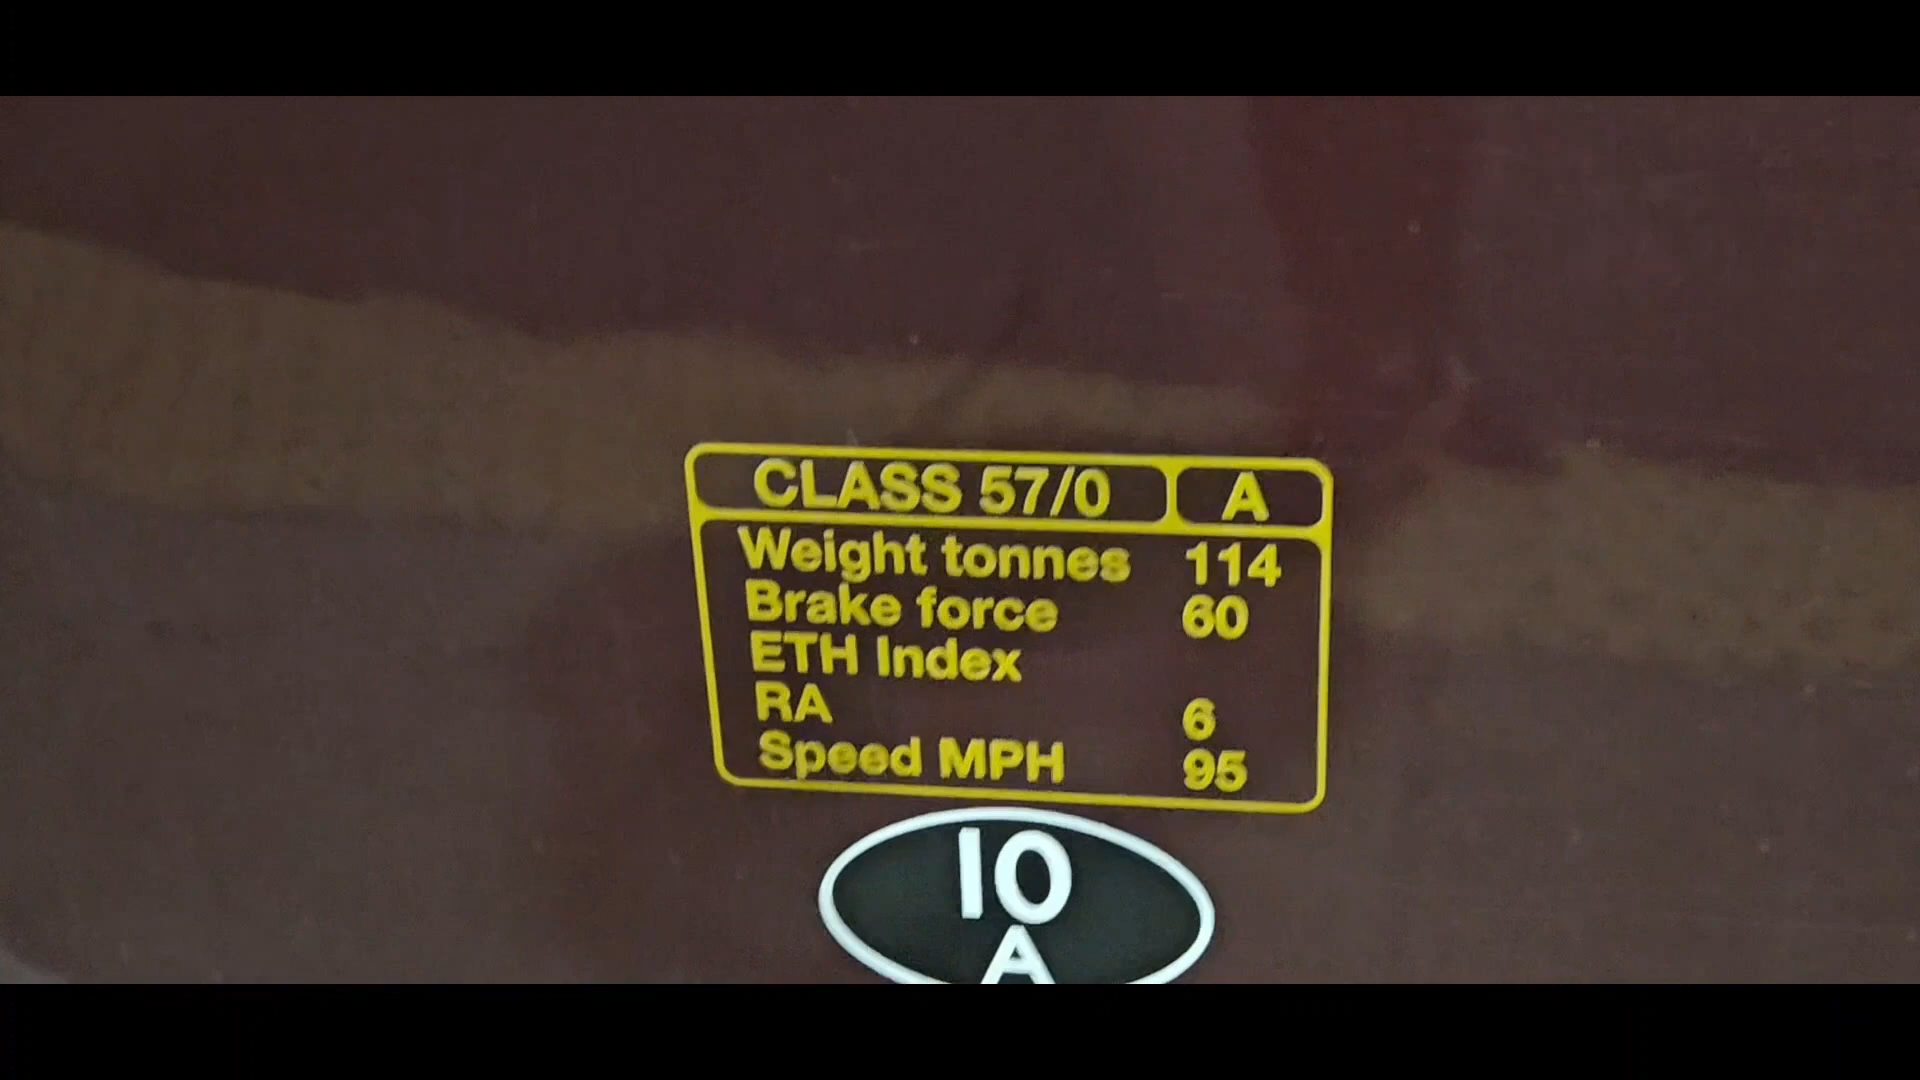 CLASS 57/0 A
Weight tonnes 114
Brake force 60
ETH Index
RA 6
Speed MPH 95
10
A